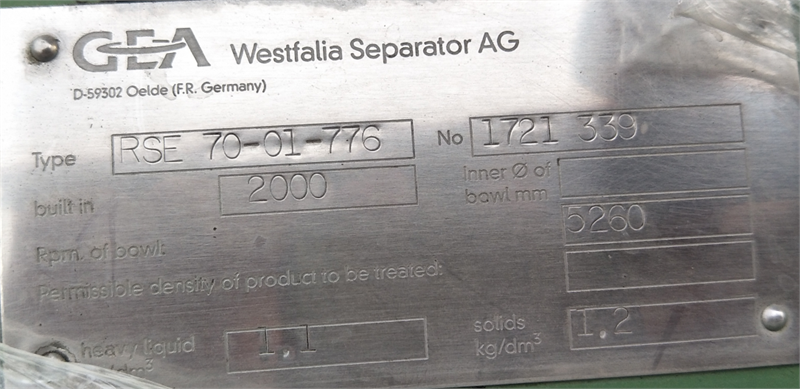 GEA Westfalia Separator AG
D-59302 Oelde (F.R. Germany)
Type RSE 70-01-776 No 1721 339
built in 2000 Inner Ø of bowl mm
5260
Rpm. of bowl:
Permissible density of product to be treated:
heavy liquid 1,1 solids kg/dm³ 1,2